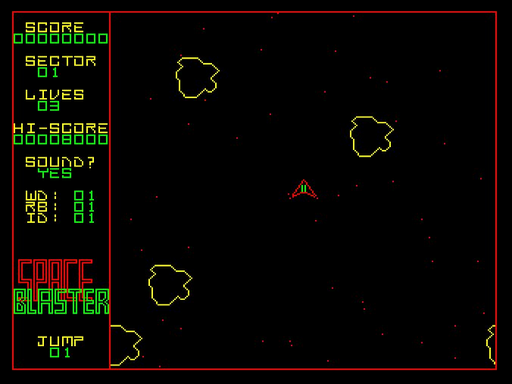 SCORE
00000000
SECTOR
01
LIVES
03
HI-SCORE
00008000
SOUND?
YES
WD: 01
RG: 01
ID: 01
SPACE
BLASTER
JUMP
01